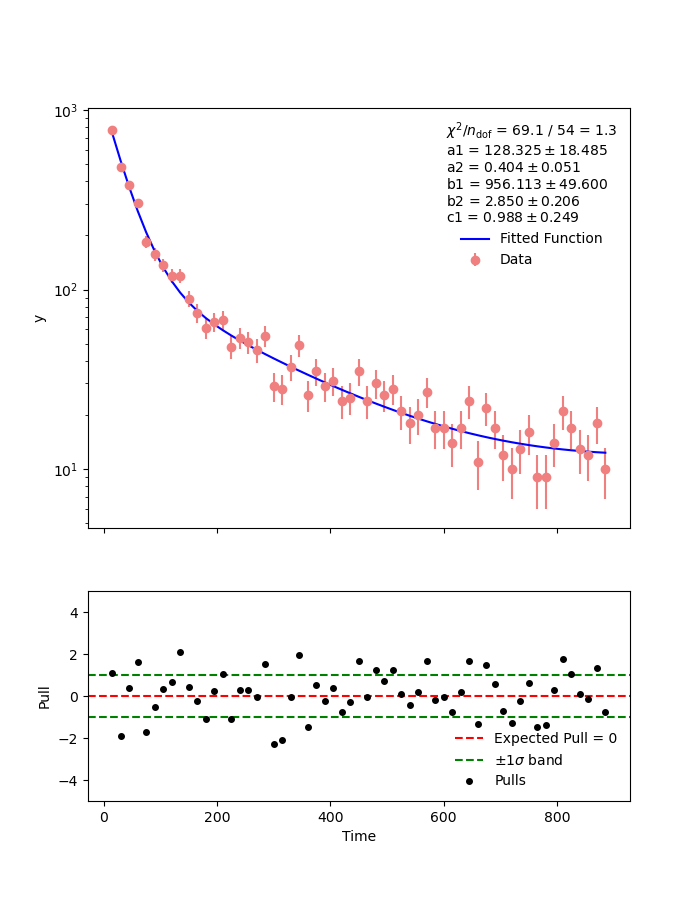 10³
10²
10¹
y
χ²/n_dof = 69.1 / 54 = 1.3
a1 = 128.325 ± 18.485
a2 = 0.404 ± 0.051
b1 = 956.113 ± 49.600
b2 = 2.850 ± 0.206
c1 = 0.988 ± 0.249
Fitted Function
Data
4
2
0
−2
−4
Pull
Expected Pull = 0
±1σ band
Pulls
0 200 400 600 800
Time